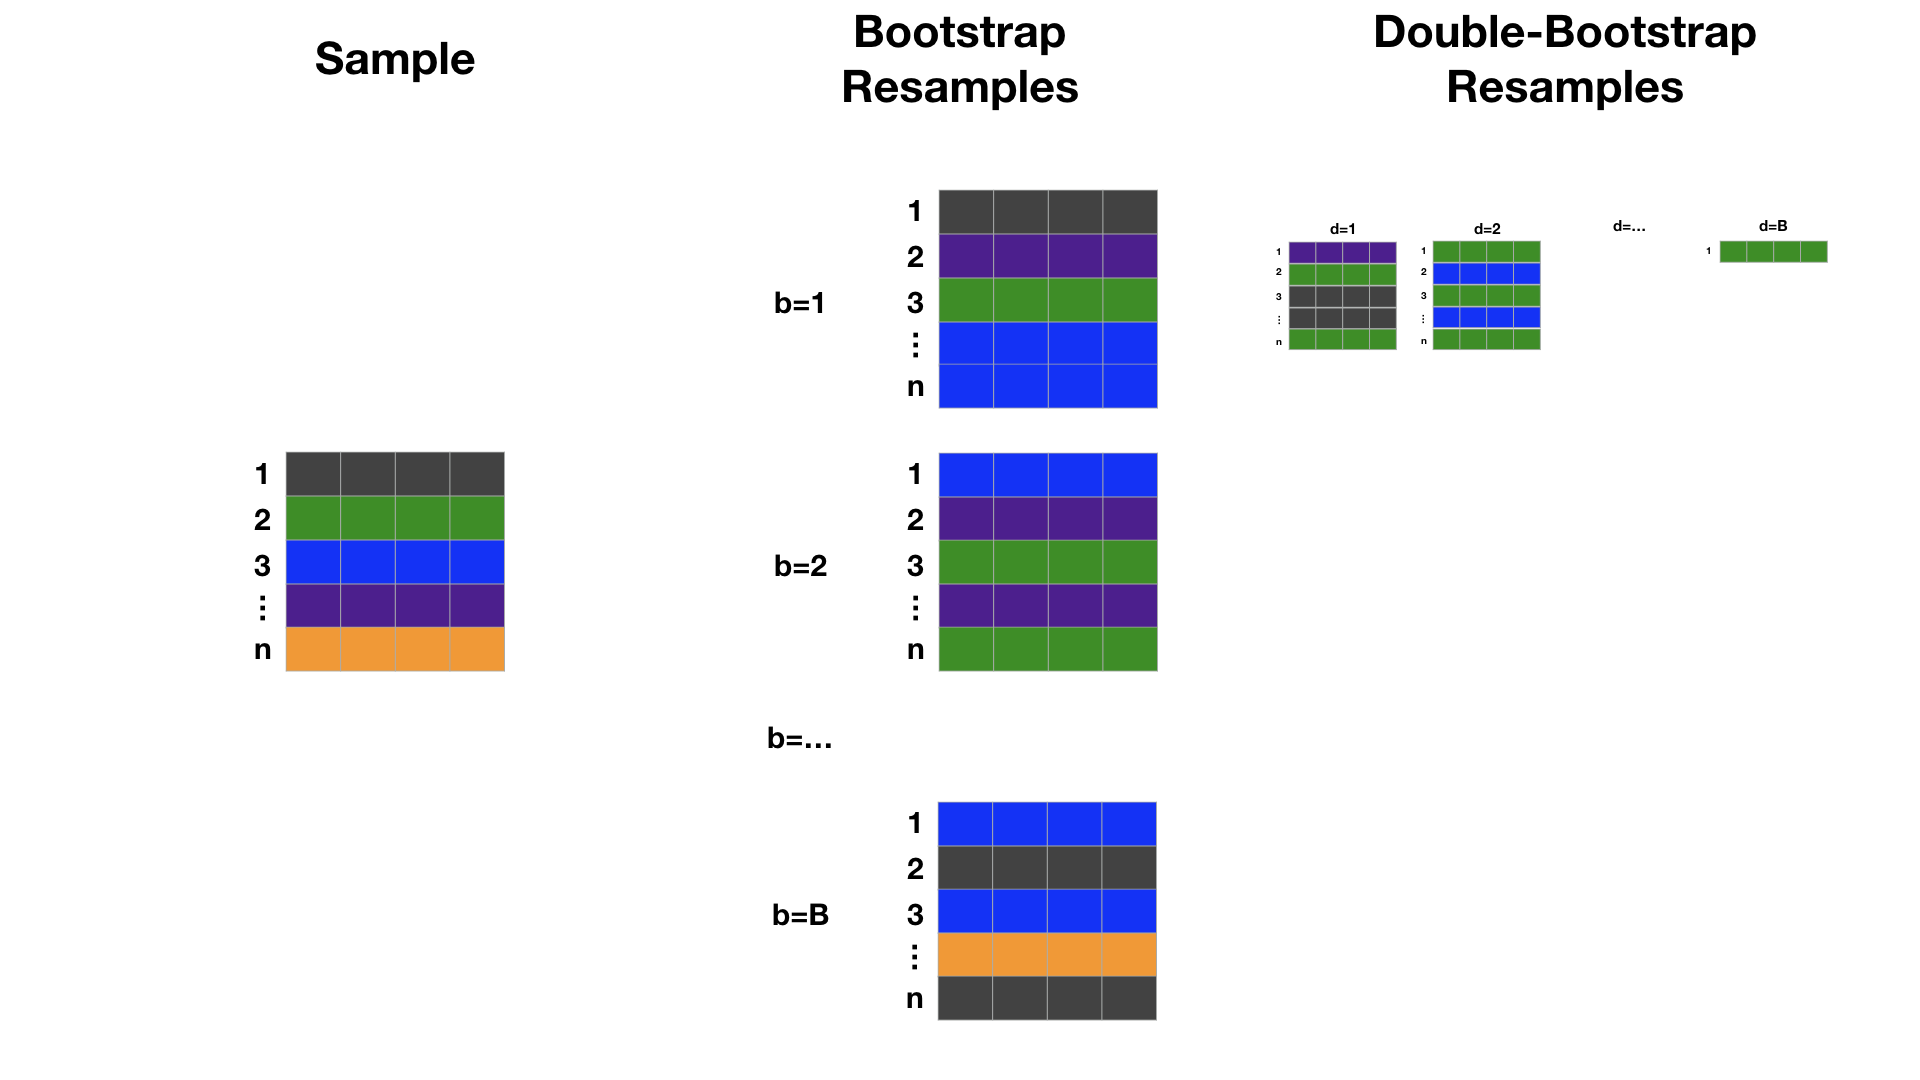 Sample
Bootstrap
Resamples
Double-Bootstrap
Resamples
1
2
3
⋮
n
b=1
1
2
3
⋮
n
b=2
1
2
3
⋮
n
b=...
b=B
1
2
3
⋮
n
d=1
1
2
3
⋮
n
d=2
1
2
3
⋮
n
d=...
d=B
1